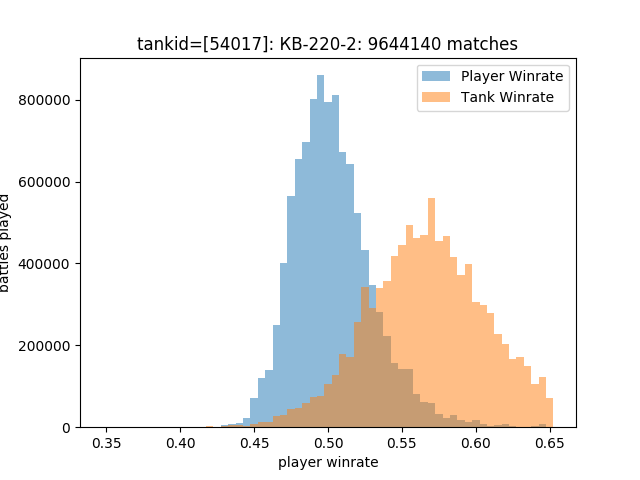 tankid=[54017]: КВ-220-2: 9644140 matches
Player Winrate
Tank Winrate
800000
600000
400000
200000
0
battles played
0.35 0.40 0.45 0.50 0.55 0.60 0.65
player winrate